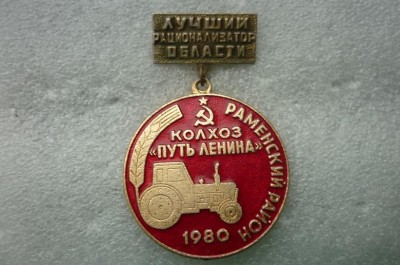 ЛУЧШИЙ
РАЦИОНАЛИЗАТОР
ОБЛАСТИ
КОЛХОЗ
«ПУТЬ ЛЕНИНА»
РАМЕНСКИЙ РАЙОН
1980